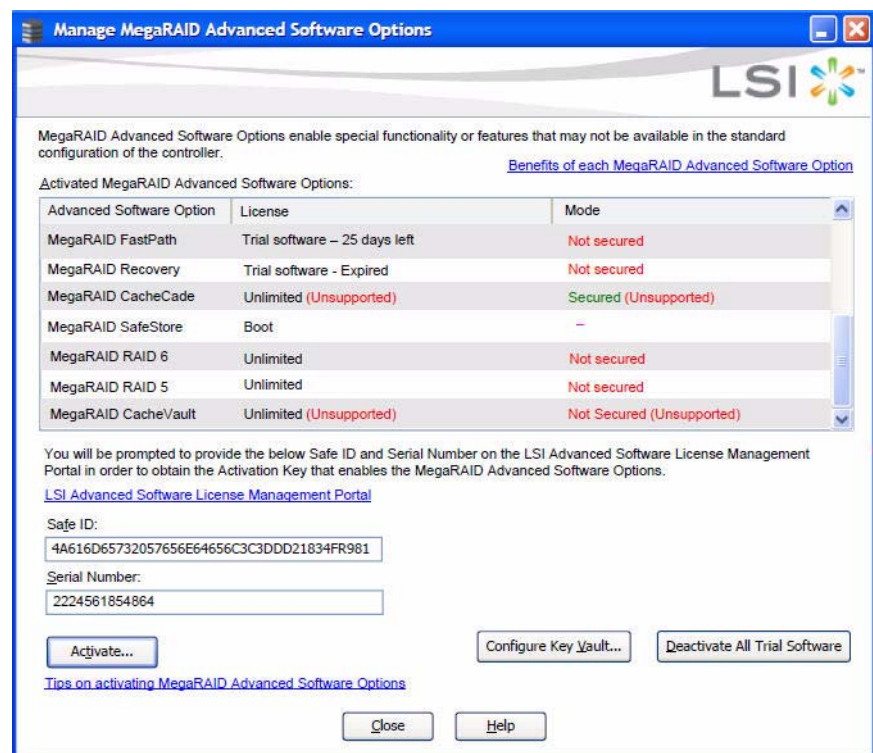 Manage MegaRAID Advanced Software Options
LSI™
MegaRAID Advanced Software Options enable special functionality or features that may not be available in the standard
configuration of the controller.
Benefits of each MegaRAID Advanced Software Option
Activated MegaRAID Advanced Software Options:
Advanced Software Option License Mode
MegaRAID FastPath Trial software – 25 days left Not secured
MegaRAID Recovery Trial software - Expired Not secured
MegaRAID CacheCade Unlimited (Unsupported) Secured (Unsupported)
MegaRAID SafeStore Boot –
MegaRAID RAID 6 Unlimited Not secured
MegaRAID RAID 5 Unlimited Not secured
MegaRAID CacheVault Unlimited (Unsupported) Not Secured (Unsupported)
You will be prompted to provide the below Safe ID and Serial Number on the LSI Advanced Software License Management
Portal in order to obtain the Activation Key that enables the MegaRAID Advanced Software Options.
LSI Advanced Software License Management Portal
Safe ID:
4A616D65732057656E64656C3C3DDD21834FR981
Serial Number:
2224561854864
Activate... Configure Key Vault... Deactivate All Trial Software
Tips on activating MegaRAID Advanced Software Options
Close Help